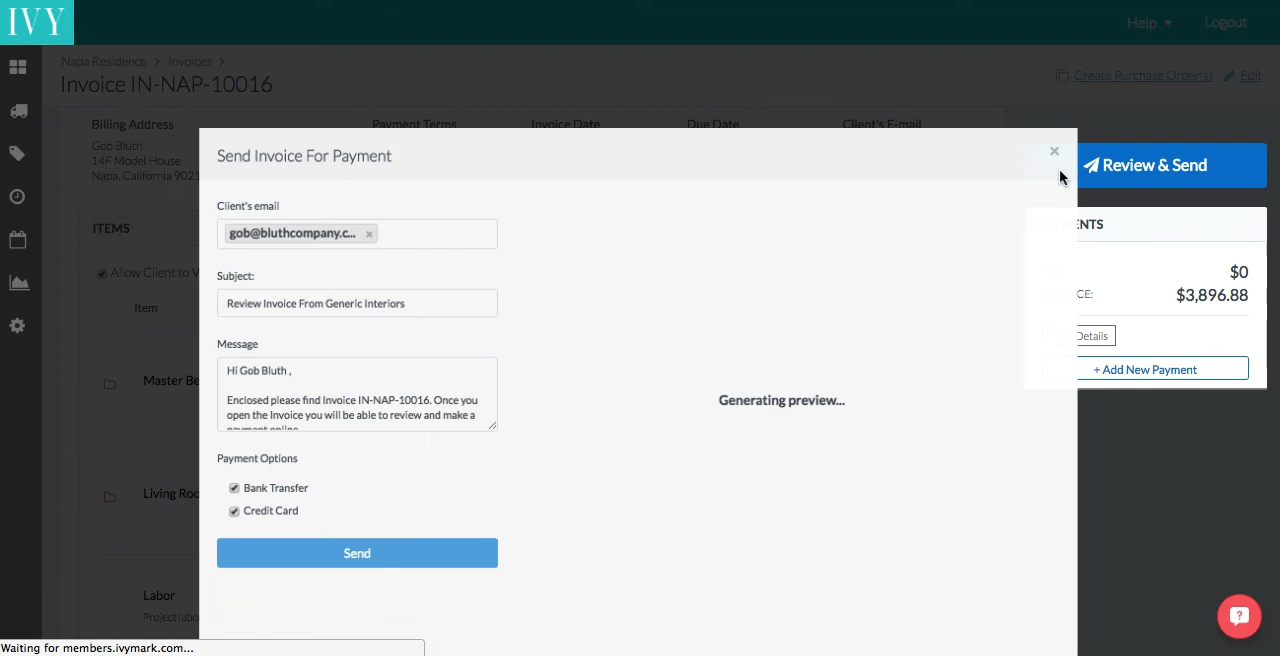 IVY
Help
Logout
Napa Residence > Invoices >
Invoice IN-NAP-10016
Create Purchase Order(s)
Edit
Billing Address
Payment Terms
Invoice Date
Due Date
Client's E-mail
Gob Bluth
14F Model House
Napa, California 9021
Send Invoice For Payment
×
Review & Send
Client's email
gob@bluthcompany.c... ×
Subject:
Review Invoice From Generic Interiors
Message
Hi Gob Bluth ,
Enclosed please find Invoice IN-NAP-10016. Once you
open the Invoice you will be able to review and make a
payment online
Payment Options
Bank Transfer
Credit Card
Send
Generating preview...
ITEMS
Allow Client to V
Item
Master Be
Living Roo
Labor
Project labo
ENTS
$0
CE: $3,896.88
Details
+ Add New Payment
?
Waiting for members.ivymark.com...